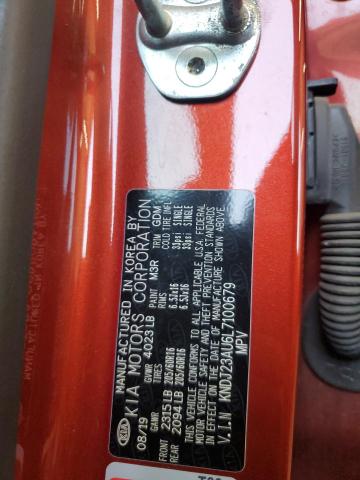 MANUFACTURED IN KOREA BY
KIA MOTORS CORPORATION
KIA
08/19 GVWR 4023LB PAINT M3R TRIM GDM
GAWR TIRES RIMS COLD TIRE INFL
FRONT 2315LB 205/60R16 6.5Jx16 33psi SINGLE
REAR 2094LB 205/60R16 6.5Jx16 33psi SINGLE
THIS VEHICLE CONFORMS TO ALL APPLICABLE U.S.A. FEDERAL
MOTOR VEHICLE SAFETY AND THEFT PREVENTION STANDARDS
IN EFFECT ON THE DATE OF MANUFACTURE SHOWN ABOVE.
V.I.N: KNDJ23AU6L7100679
MPV